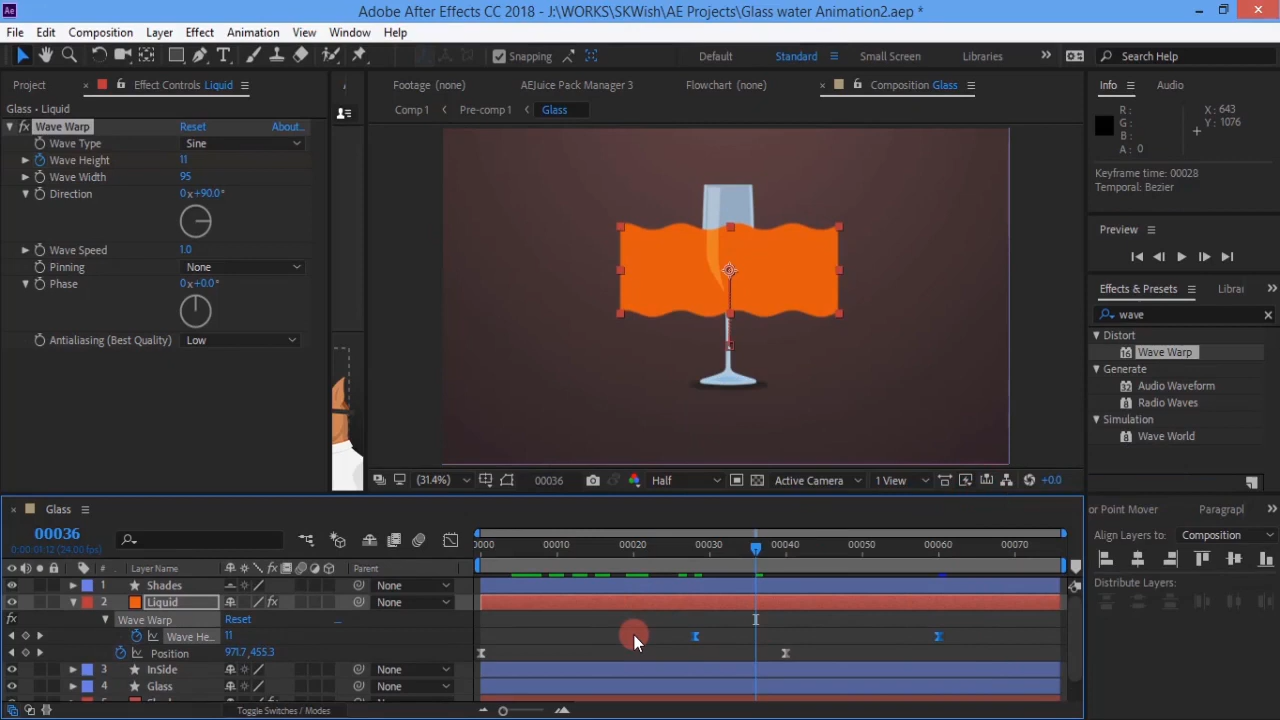 Adobe After Effects CC 2018 - J:\WORKS\SKWish\AE Projects\Glass water Animation2.aep *
File Edit Composition Layer Effect Animation View Window Help
Snapping Default Standard Small Screen Libraries Search Help
Project Effect Controls Liquid Footage (none) AEJuice Pack Manager 3 Flowchart (none) Composition Glass Info Audio
Glass • Liquid Comp 1 Pre-comp 1 Glass
fx Wave Warp Reset About...
Wave Type Sine
Wave Height 11
Wave Width 95
Direction 0x+90.0°
Wave Speed 1.0
Pinning None
Phase 0x+0.0°
Antialiasing (Best Quality) Low
R: X: 643
G: Y: 1076
B:
A: 0
Keyframe time: 00028
Temporal: Bezier
Preview
Effects & Presets Librai
wave
Distort
Wave Warp
Generate
Audio Waveform
Radio Waves
Simulation
Wave World
(31.4%) 00036 Half Active Camera 1 View +0.0
Glass or Point Mover Paragrapl
00036
0:00:01:12 (24.00 fps)
0000 00010 00020 00030 00040 00050 00060 00070
Align Layers to: Composition
# Layer Name Parent
Distribute Layers:
1 Shades None
2 Liquid None
fx Wave Warp Reset ...
Wave He... 11
Position 971.7,455.3
3 InSide None
4 Glass None
Toggle Switches / Modes